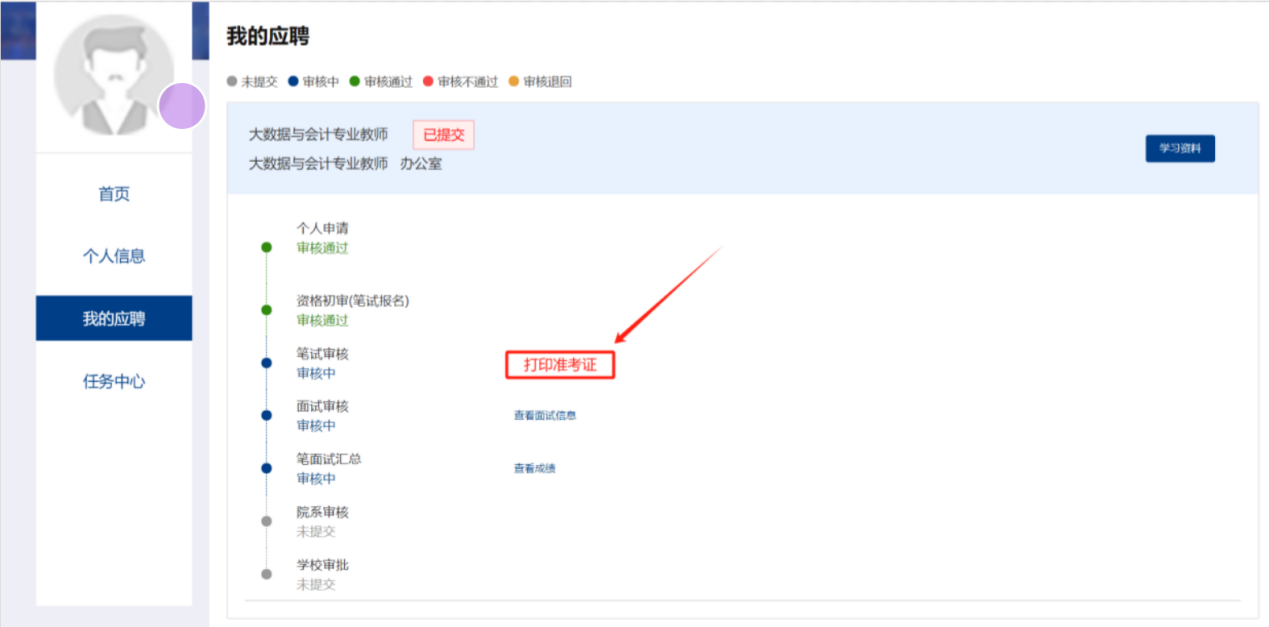 我的应聘
未提交 审核中 审核通过 审核不通过 审核退回
大数据与会计专业教师 已提交
大数据与会计专业教师 办公室
学习资料
首页
个人信息
我的应聘
任务中心
个人申请
审核通过
资格初审(笔试报名)
审核通过
笔试审核
审核中
打印准考证
面试审核
审核中
查看面试信息
笔面试汇总
审核中
查看成绩
院系审核
未提交
学校审批
未提交